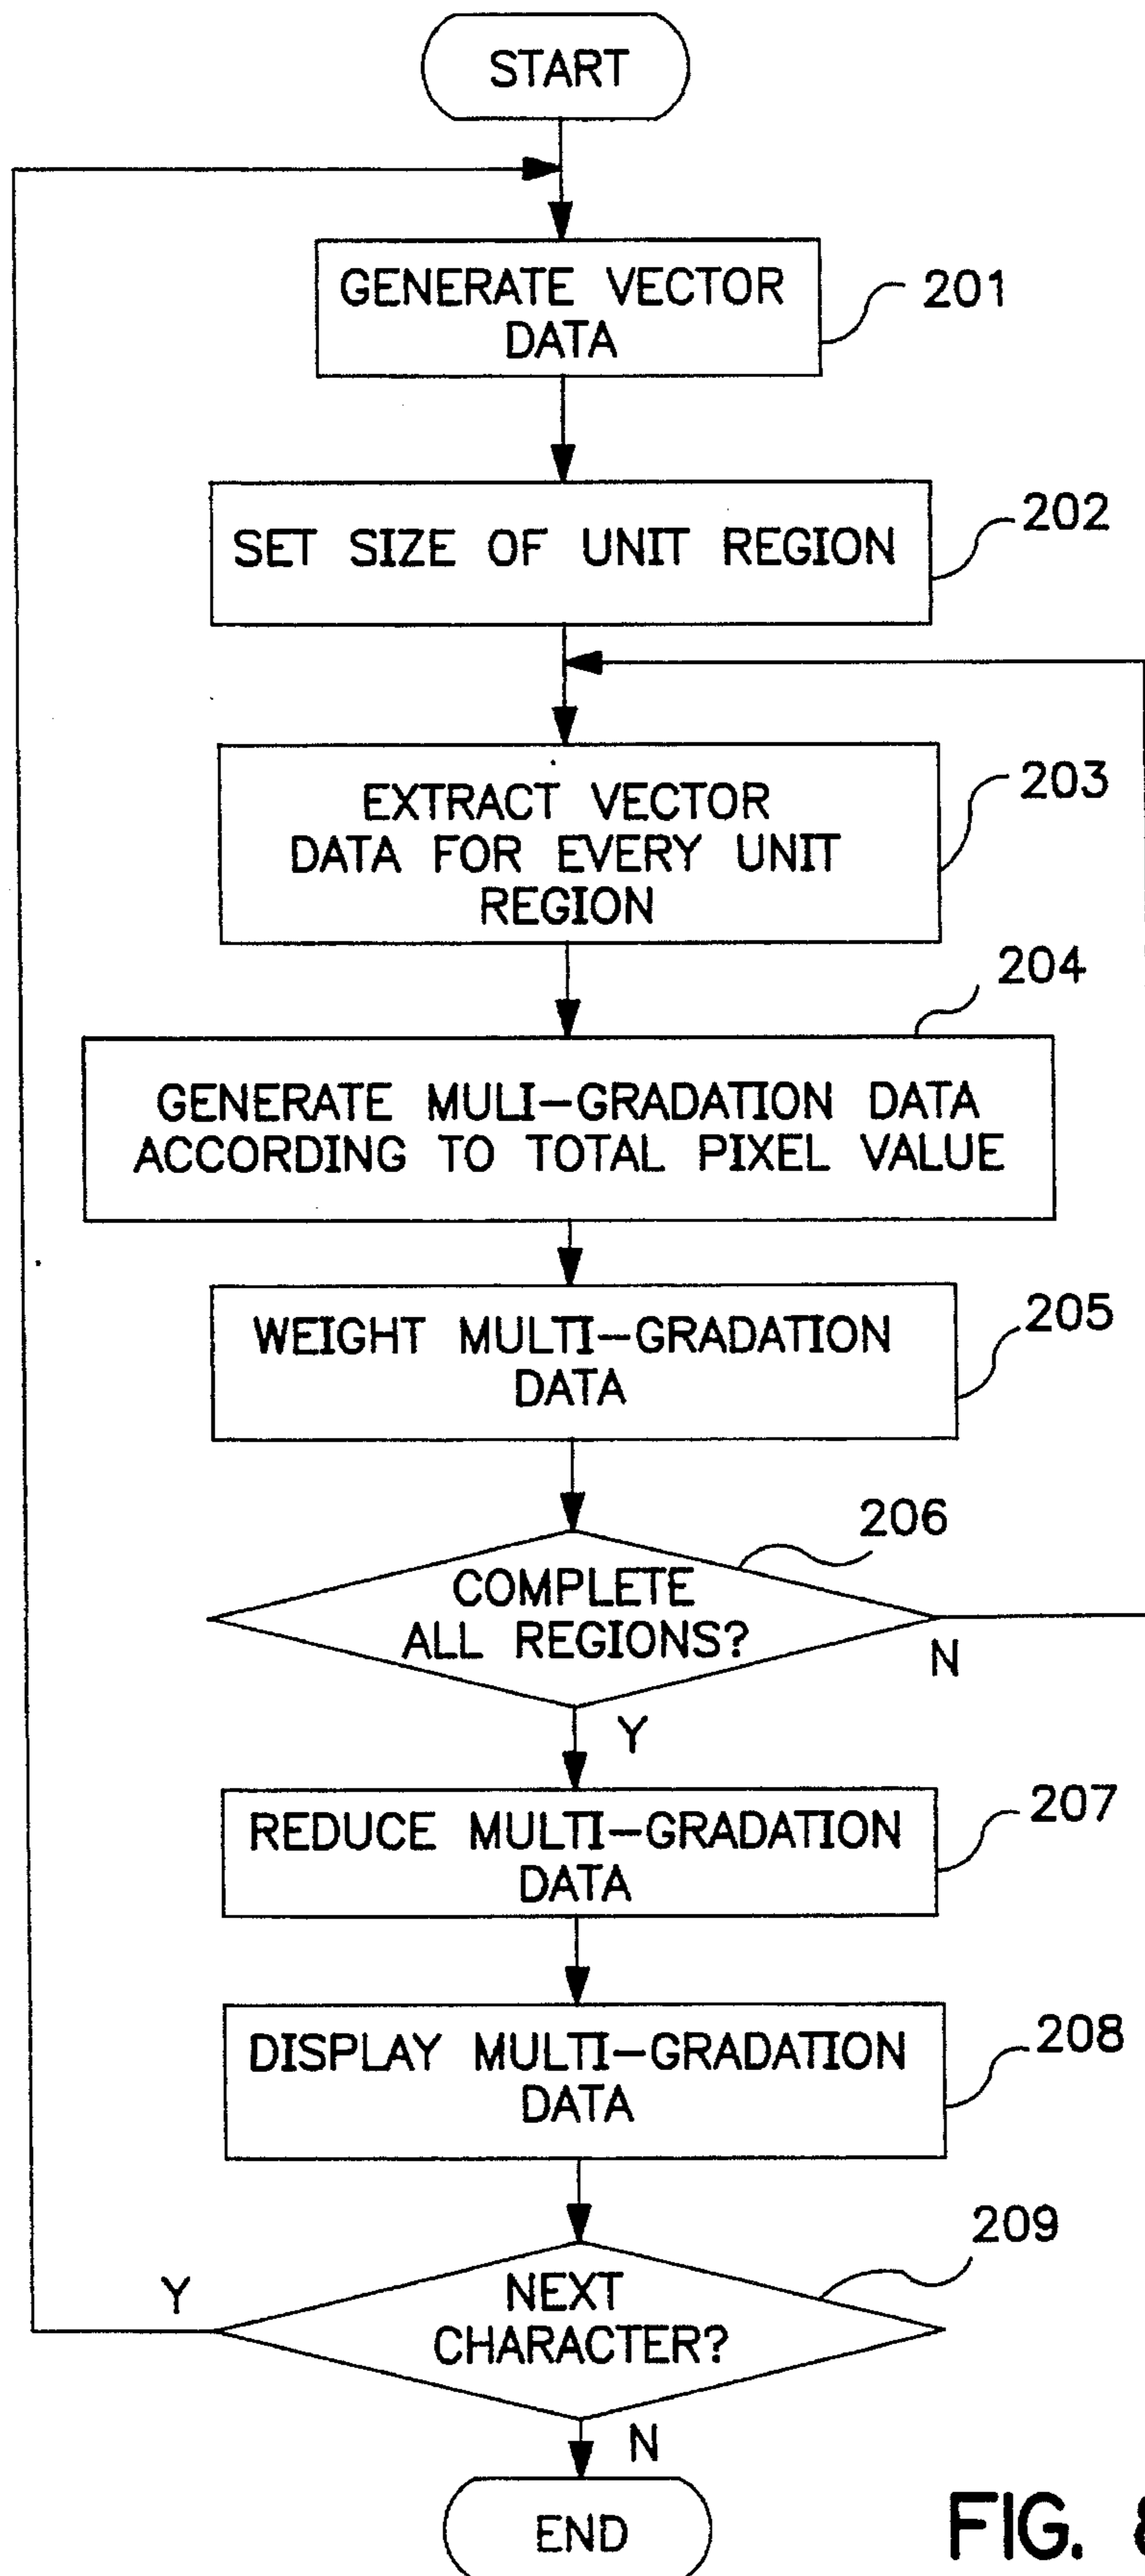 START
GENERATE VECTOR
DATA
201
SET SIZE OF UNIT REGION
202
EXTRACT VECTOR
DATA FOR EVERY UNIT
REGION
203
204
GENERATE MULI-GRADATION DATA
ACCORDING TO TOTAL PIXEL VALUE
WEIGHT MULTI-GRADATION
DATA
205
206
COMPLETE
ALL REGIONS?
N
Y
REDUCE MULTI-GRADATION
DATA
207
DISPLAY MULTI-GRADATION
DATA
208
209
Y
NEXT
CHARACTER?
N
END
FIG. 8